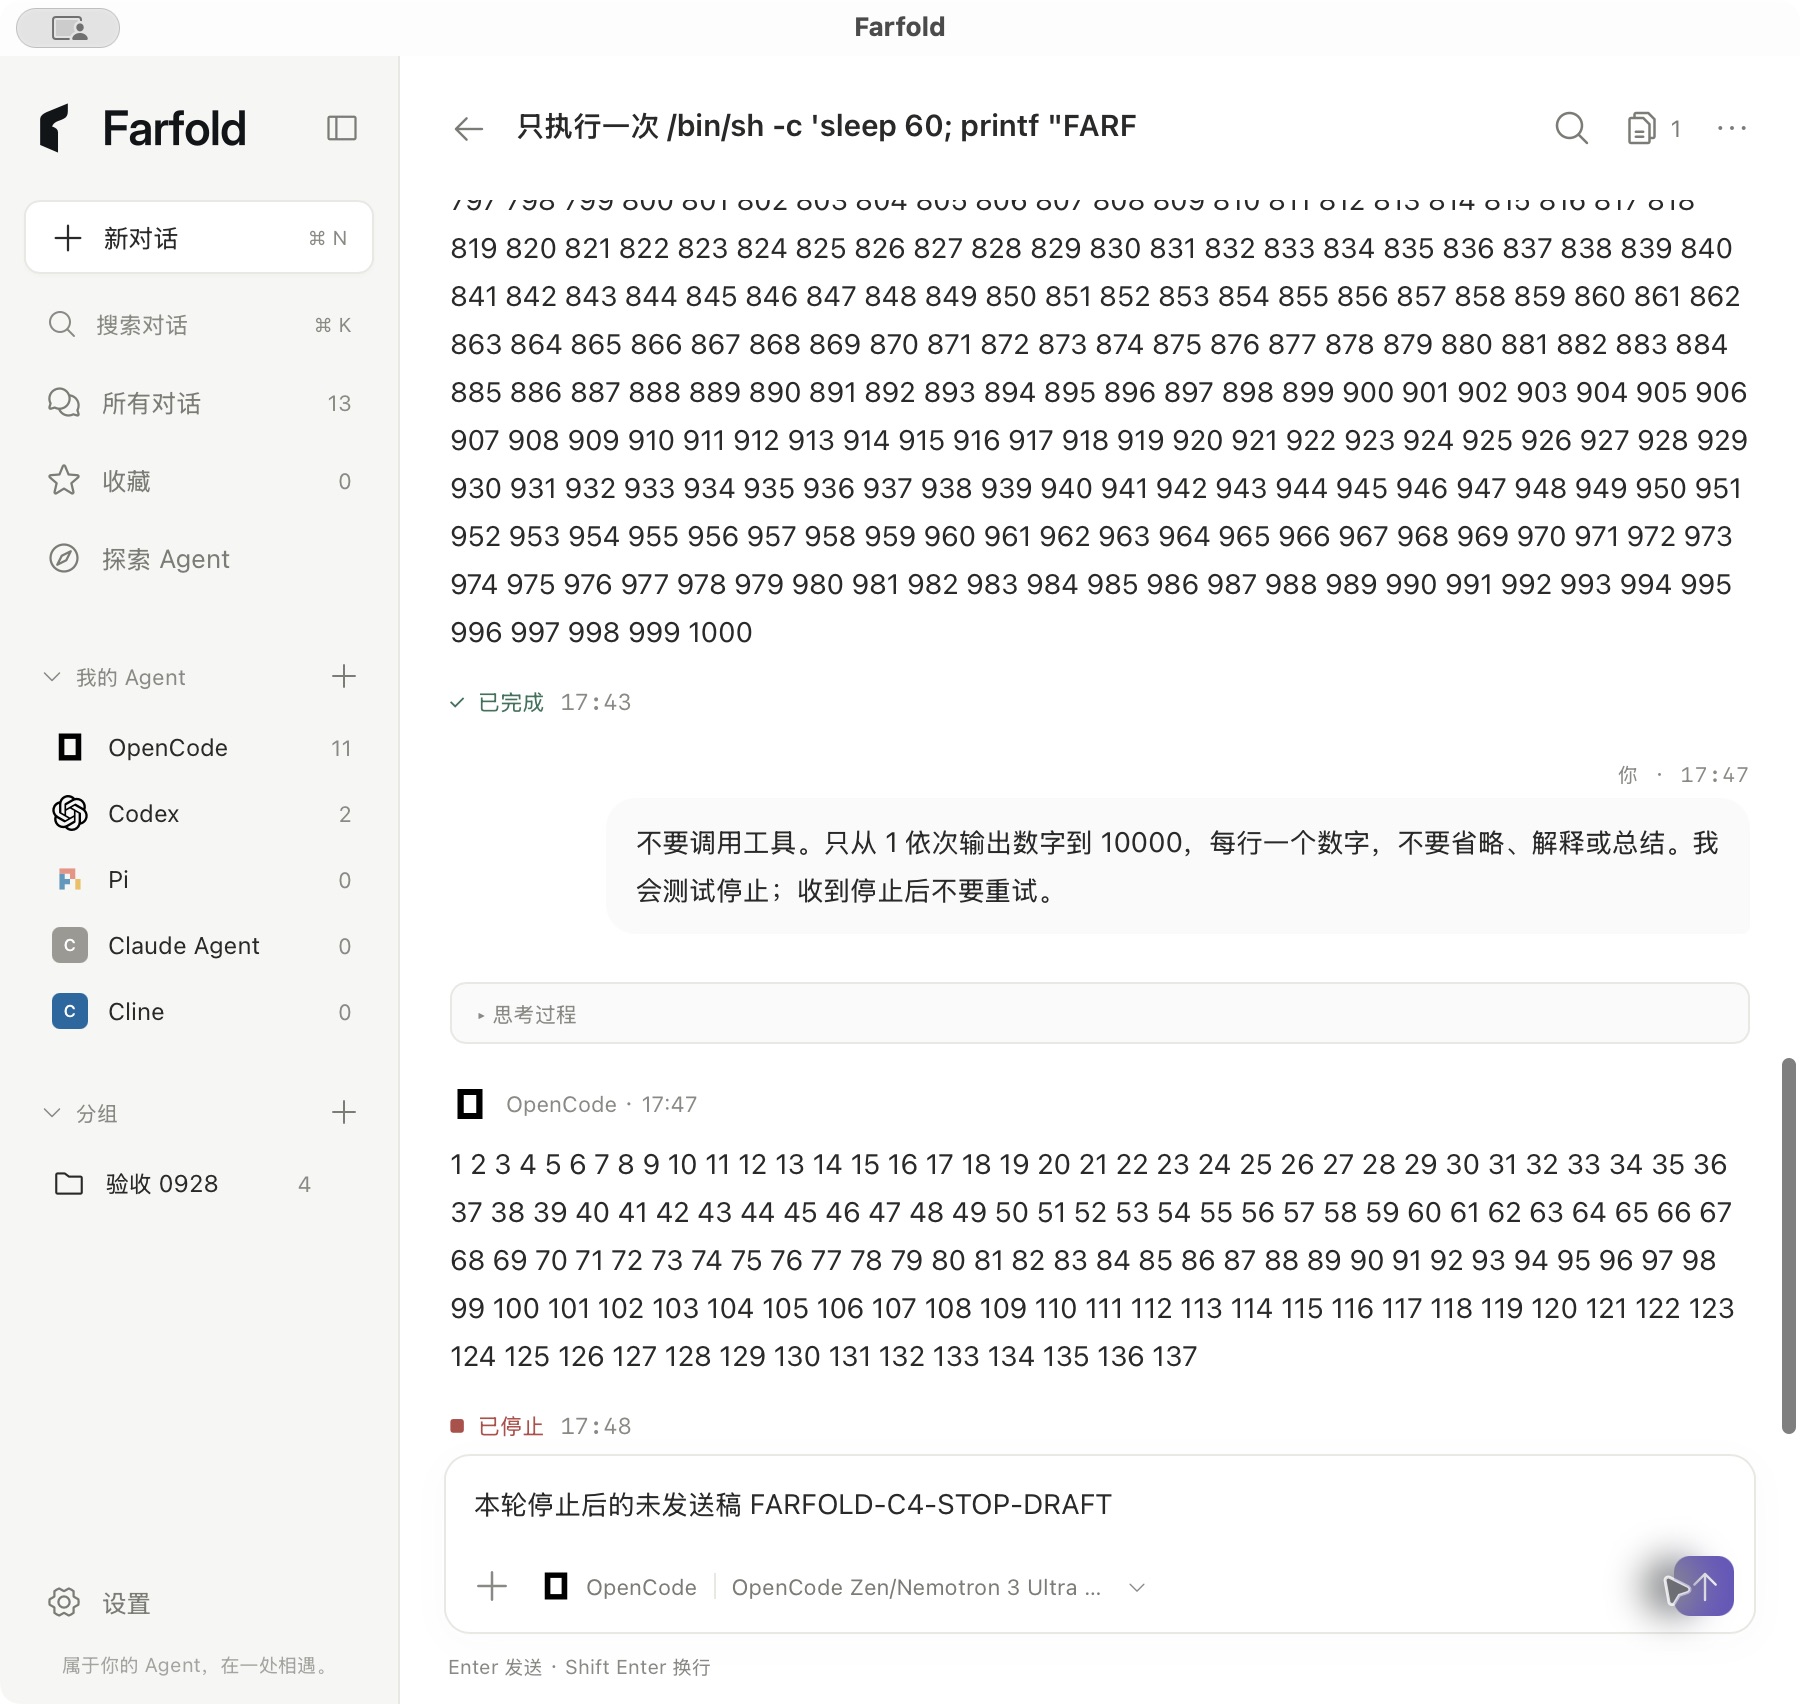 Farfold
Farfold
新对话 ⌘ N
搜索对话 ⌘ K
所有对话 13
收藏 0
探索 Agent
我的 Agent
OpenCode 11
Codex 2
Pi 0
C Claude Agent 0
C Cline 0
分组
验收 0928 4
设置
属于你的 Agent，在一处相遇。
只执行一次 /bin/sh -c 'sleep 60; printf "FARF
1
797 798 799 800 801 802 803 804 805 806 807 808 809 810 811 812 813 814 815 816 817 818
819 820 821 822 823 824 825 826 827 828 829 830 831 832 833 834 835 836 837 838 839 840
841 842 843 844 845 846 847 848 849 850 851 852 853 854 855 856 857 858 859 860 861 862
863 864 865 866 867 868 869 870 871 872 873 874 875 876 877 878 879 880 881 882 883 884
885 886 887 888 889 890 891 892 893 894 895 896 897 898 899 900 901 902 903 904 905 906
907 908 909 910 911 912 913 914 915 916 917 918 919 920 921 922 923 924 925 926 927 928 929
930 931 932 933 934 935 936 937 938 939 940 941 942 943 944 945 946 947 948 949 950 951
952 953 954 955 956 957 958 959 960 961 962 963 964 965 966 967 968 969 970 971 972 973
974 975 976 977 978 979 980 981 982 983 984 985 986 987 988 989 990 991 992 993 994 995
996 997 998 999 1000
已完成 17:43
你 · 17:47
不要调用工具。只从 1 依次输出数字到 10000，每行一个数字，不要省略、解释或总结。我
会测试停止；收到停止后不要重试。
思考过程
OpenCode · 17:47
1 2 3 4 5 6 7 8 9 10 11 12 13 14 15 16 17 18 19 20 21 22 23 24 25 26 27 28 29 30 31 32 33 34 35 36
37 38 39 40 41 42 43 44 45 46 47 48 49 50 51 52 53 54 55 56 57 58 59 60 61 62 63 64 65 66 67
68 69 70 71 72 73 74 75 76 77 78 79 80 81 82 83 84 85 86 87 88 89 90 91 92 93 94 95 96 97 98
99 100 101 102 103 104 105 106 107 108 109 110 111 112 113 114 115 116 117 118 119 120 121 122 123
124 125 126 127 128 129 130 131 132 133 134 135 136 137
已停止 17:48
本轮停止后的未发送稿 FARFOLD-C4-STOP-DRAFT
OpenCode OpenCode Zen/Nemotron 3 Ultra ...
Enter 发送 · Shift Enter 换行